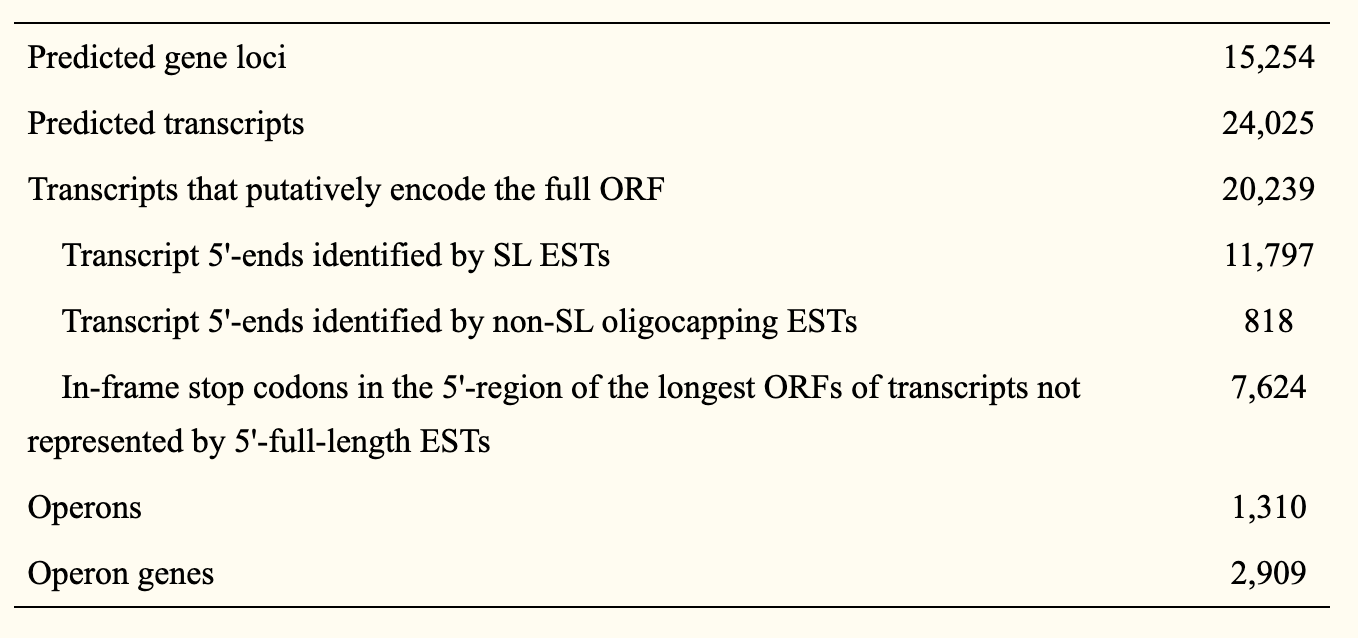 Predicted gene loci 15,254
Predicted transcripts 24,025
Transcripts that putatively encode the full ORF 20,239
Transcript 5'-ends identified by SL ESTs 11,797
Transcript 5'-ends identified by non-SL oligocapping ESTs 818
In-frame stop codons in the 5'-region of the longest ORFs of transcripts not 7,624
represented by 5'-full-length ESTs
Operons 1,310
Operon genes 2,909